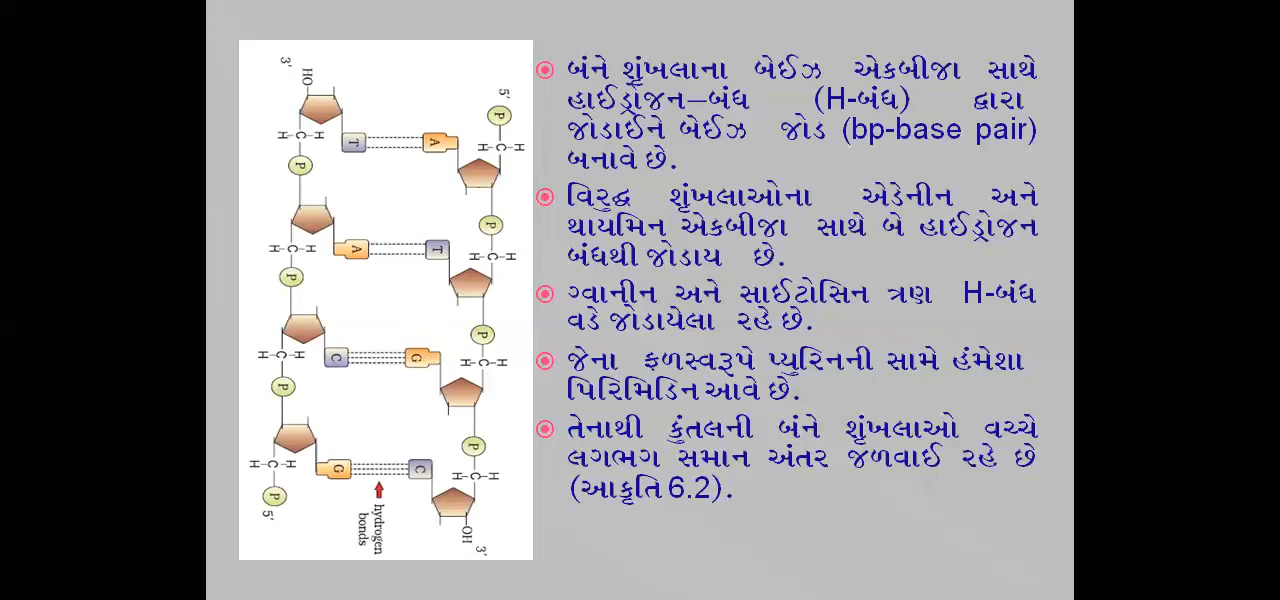 બંને શૃંખલાના બેઈઝ એકબીજા સાથે
હાઈડ્રોજન–બંધ (H-બંધ) દ્વારા
જોડાઈને બેઈઝ જોડ (bp-base pair)
બનાવે છે.
વિરુદ્ધ શૃંખલાઓના એડેનીન અને
થાયમિન એકબીજા સાથે બે હાઈડ્રોજન
બંધથી જોડાય છે.
ગ્વાનીન અને સાઈટોસિન ત્રણ H-બંધ
વડે જોડાયેલા રહે છે.
જેના ફળસ્વરૂપે પ્યુરિનની સામે હંમેશા
પિરિમિડિન આવે છે.
તેનાથી કુંતલની બંને શૃંખલાઓ વચ્ચે
લગભગ સમાન અંતર જળવાઈ રહે છે
(આકૃતિ 6.2).
3'
HO
5'
P
H C H
T A
H C H
P
P
A T
H C H
H C H
P
P
C G
H C H
H C H
P
P
G C
H C H
H C H
P
5'
hydrogen
bonds
OH
3'